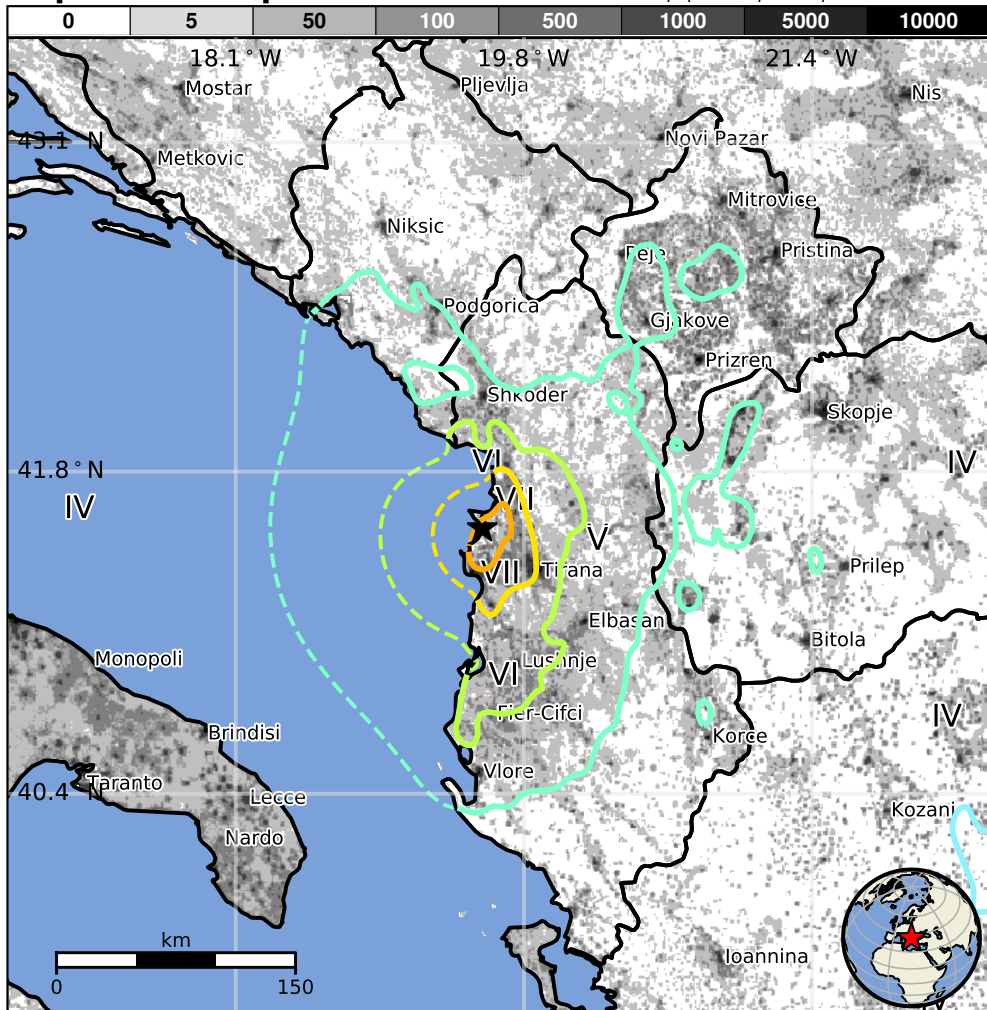 0 5 50 100 500 1000 5000 10000
18.1°W 19.8°W 21.4°W
Mostar
Pljevlja
Nis
43.1°N
Novi Pazar
Metkovic
Mitrovice
Niksic
Pristina
Peje
Podgorica
Gjakove
Prizren
Shkoder
Skopje
VI
IV
41.8°N
VII
IV
V
VII
Tirana
Prilep
Elbasan
Bitola
Monopoli
Lushnje
VI
Fier-Cifci
IV
Brindisi
Korce
Vlore
Taranto
40.4°N
Lecce
Kozani
Nardo
km
Ioannina
0 150